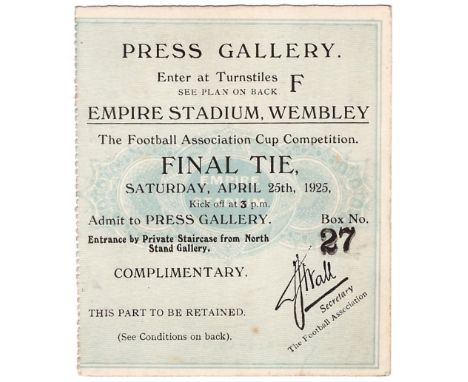 PRESS GALLERY.
Enter at Turnstiles F
SEE PLAN ON BACK
EMPIRE STADIUM, WEMBLEY
The Football Association Cup Competition.
FINAL TIE,
SATURDAY, APRIL 25th, 1925,
Kick off at 3 p.m.
Admit to PRESS GALLERY. Box No.
Entrance by Private Staircase from North 27
Stand Gallery.
COMPLIMENTARY.
FJWall
Secretary
The Football Association
THIS PART TO BE RETAINED.
(See Conditions on back).
EMPIRE